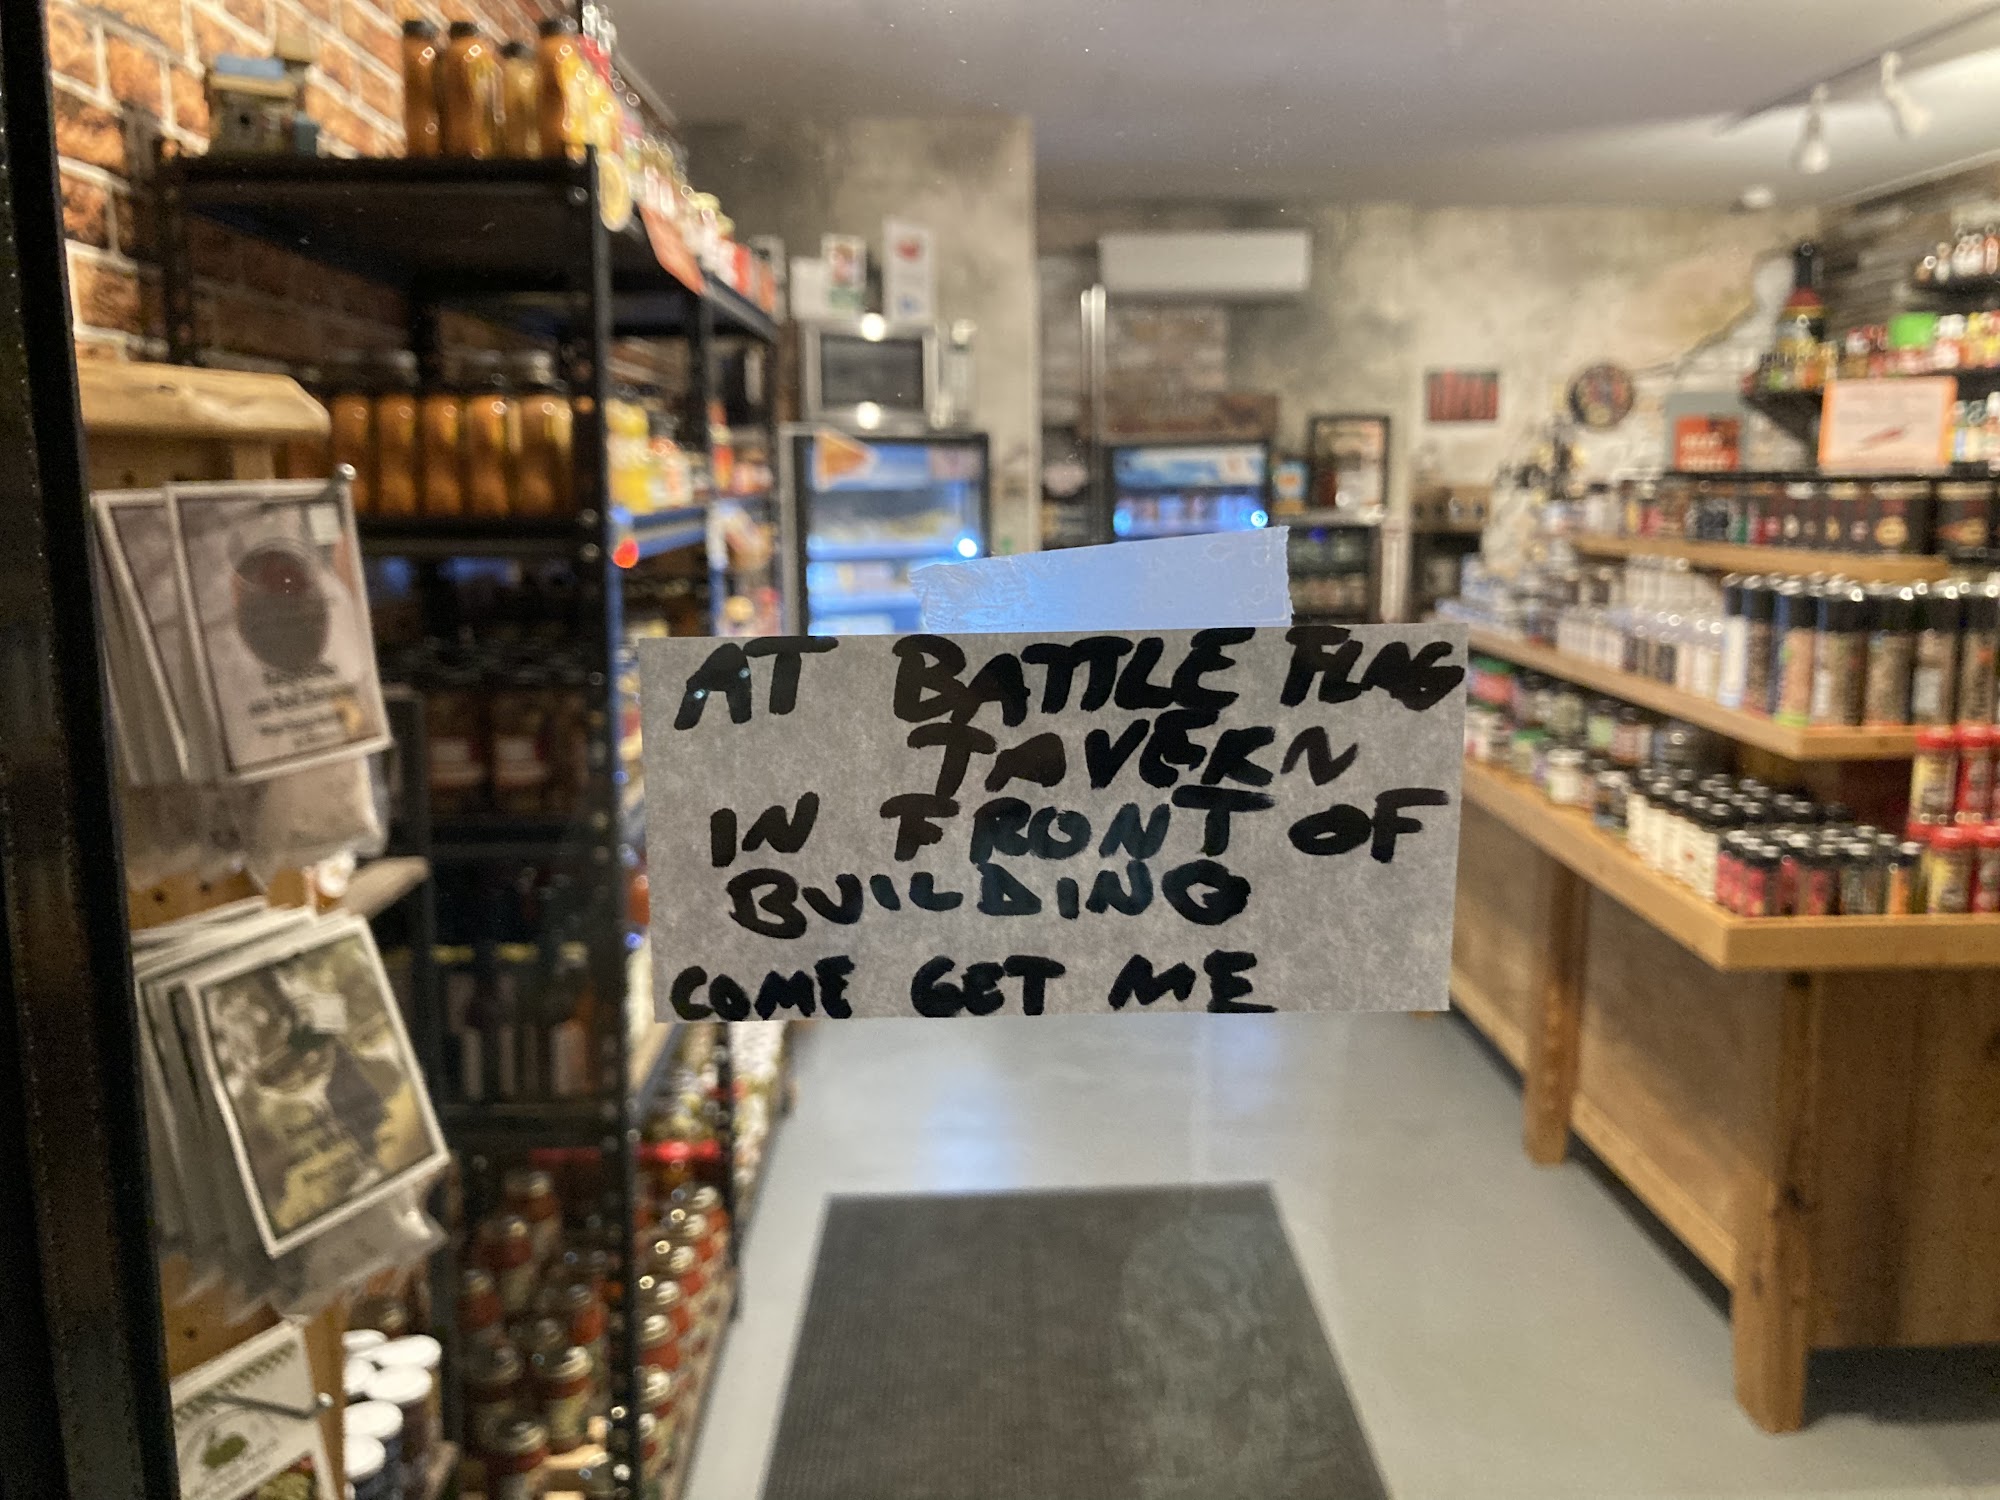 AT BATTLE FLAG
TAVERN
IN FRONT OF
BUILDING
COME GET ME